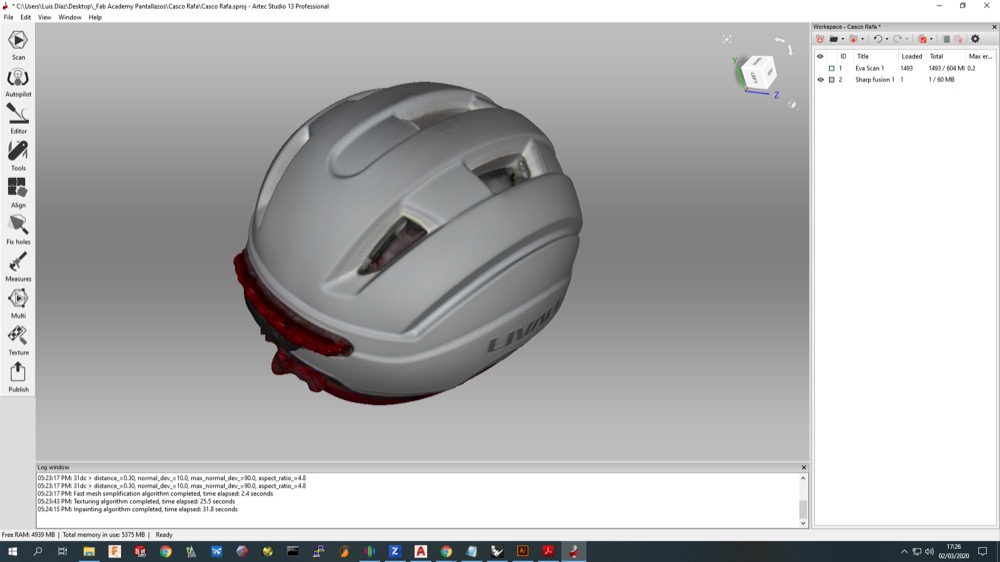 * C:\Users\Luis Díaz\Desktop\_Fab Academy Pantallazos\Casco Rafa\Casco Rafa.sproj - Artec Studio 13 Professional
File Edit View Window Help
Scan
Autopilot
Editor
Tools
Align
Fix holes
Measures
Multi
Texture
Publish
Y
LEFT
Z
LIVALL
Workspace - Casco Rafa *
ID Title Loaded Total Max er...
1 Eva Scan 1 1493 1493 / 604 MI 0.2
2 Sharp fusion 1 1 1 / 60 MB
Log window
05:23:17 PM: 31dc > distance_=0.30, normal_dev_=10.0, max_normal_dev_=90.0, aspect_ratio_=4.8
05:23:17 PM: 31dc > distance_=0.30, normal_dev_=10.0, max_normal_dev_=90.0, aspect_ratio_=4.8
05:23:17 PM: Fast mesh simplification algorithm completed, time elapsed: 2.4 seconds
05:23:43 PM: Texturing algorithm completed, time elapsed: 25.5 seconds
05:24:15 PM: Inpainting algorithm completed, time elapsed: 31.8 seconds
Free RAM: 4939 MB | Total memory in use: 5375 MB | Ready
17:26
02/03/2020